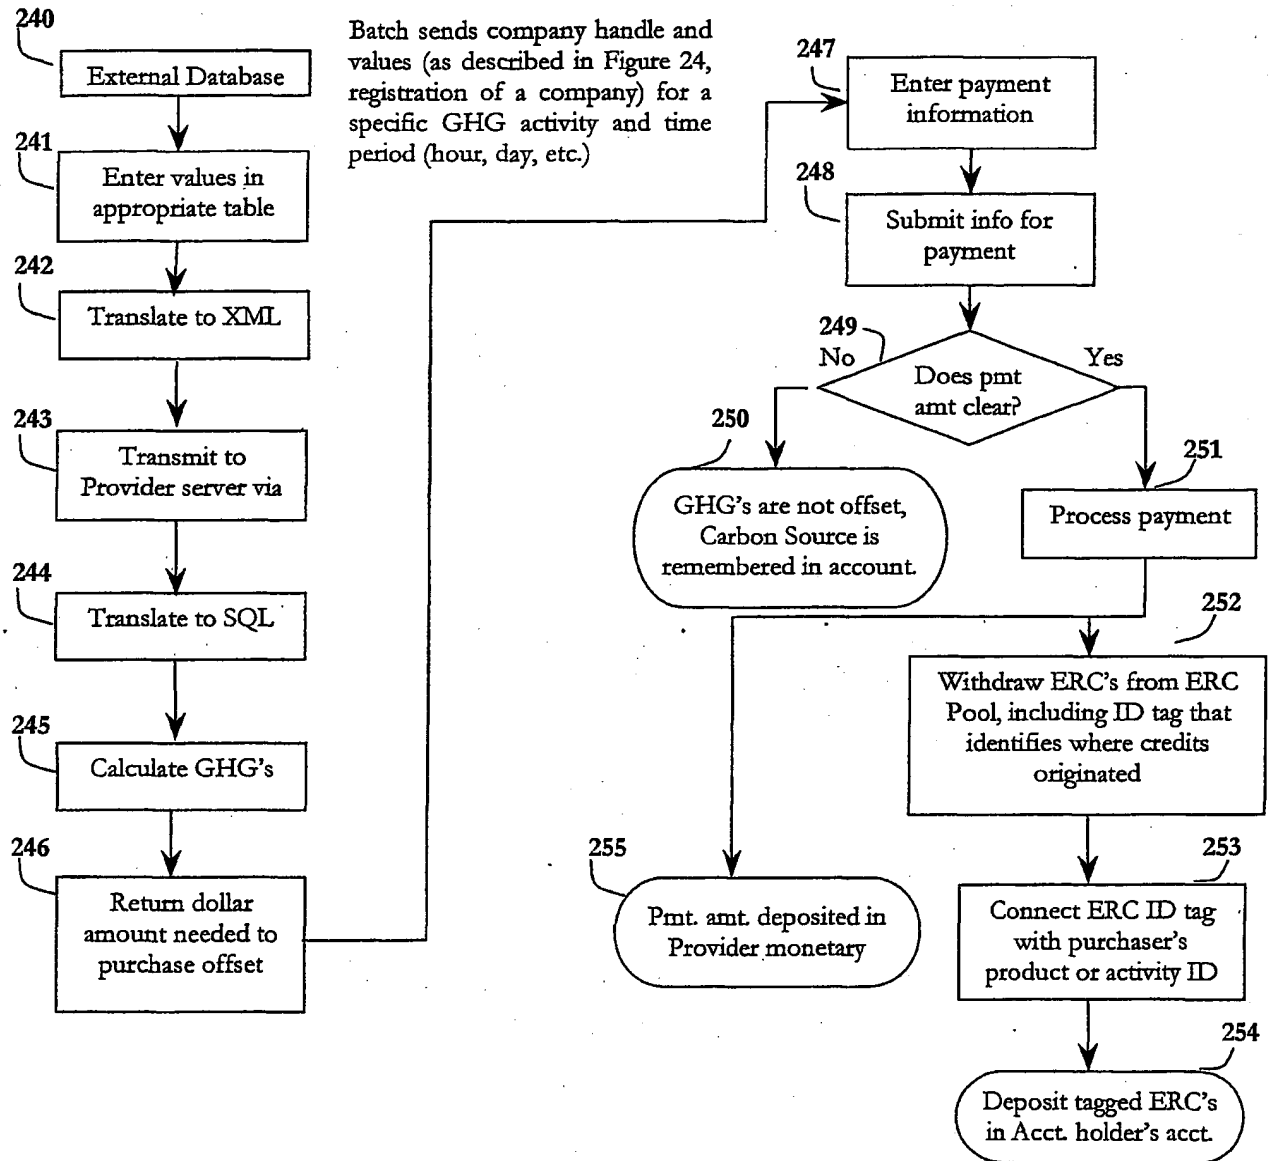 240
External Database
241
Enter values in
appropriate table
242
Translate to XML
243
Transmit to
Provider server via
244
Translate to SQL
245
Calculate GHG's
246
Return dollar
amount needed to
purchase offset
Batch sends company handle and
values (as described in Figure 24,
registration of a company) for a
specific GHG activity and time
period (hour, day, etc.)
247
Enter payment
information
248
Submit info for
payment
249
No
Yes
Does pmt
amt clear?
250
GHG's are not offset,
Carbon Source is
remembered in account.
251
Process payment
252
Withdraw ERC's from ERC
Pool, including ID tag that
identifies where credits
originated
255
Pmt. amt. deposited in
Provider monetary
253
Connect ERC ID tag
with purchaser's
product or activity ID
254
Deposit tagged ERC's
in Acct. holder's acct.